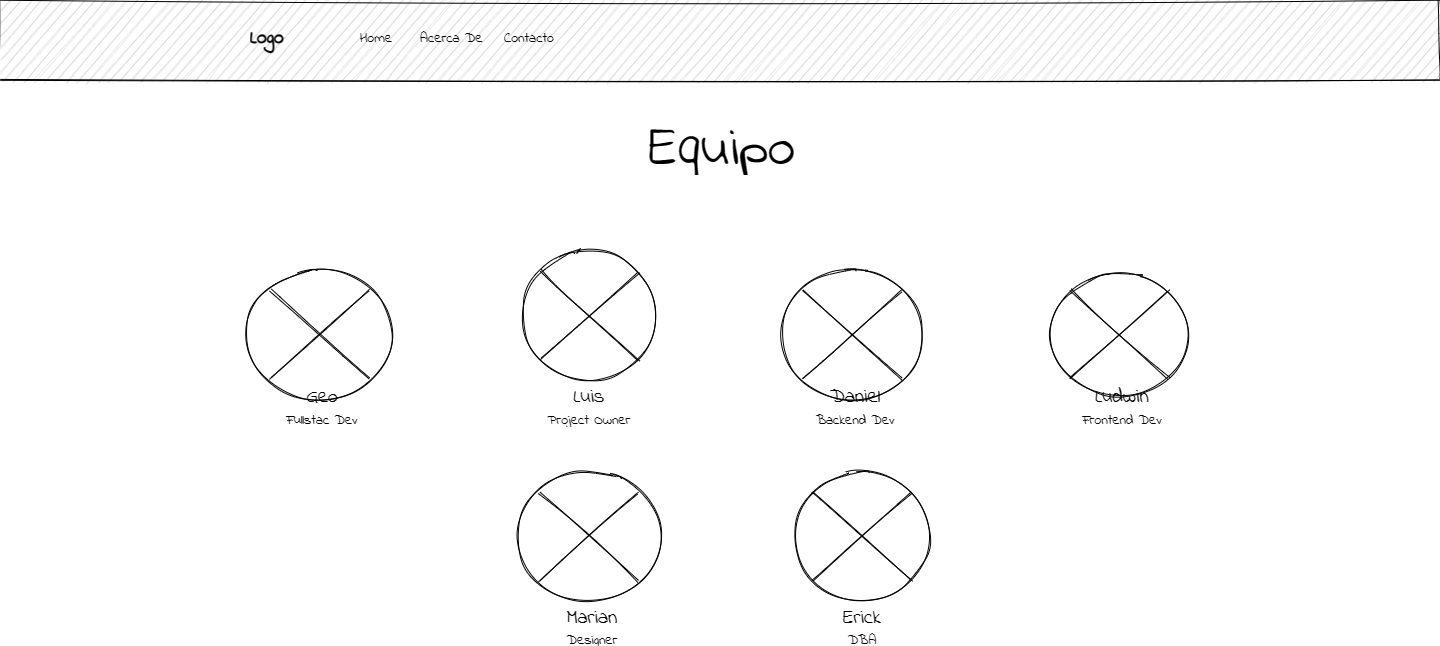 Logo Home Acerca De Contacto
Equipo
Geo Luis Daniel Ludwin
Fullstac Dev Project Owner Backend Dev Frontend Dev
Marian Erick
Designer DBA